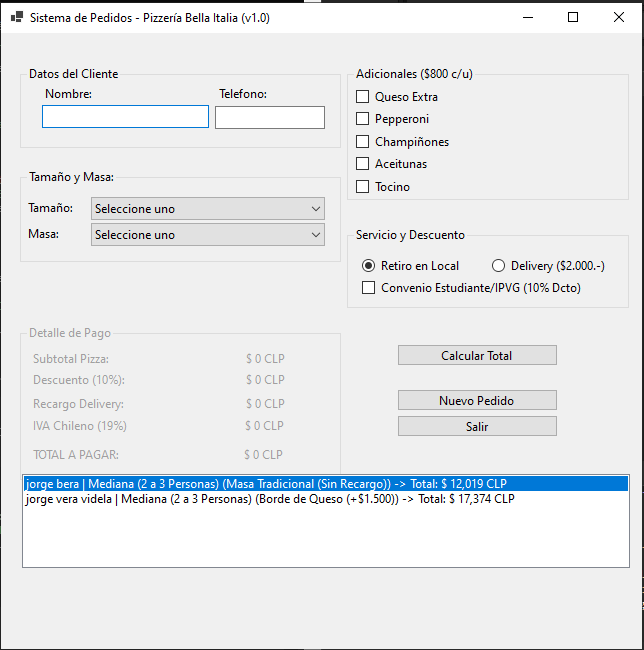 Sistema de Pedidos - Pizzería Bella Italia (v1.0)
Datos del Cliente
Nombre:
Telefono:
Adicionales ($800 c/u)
Queso Extra
Pepperoni
Champiñones
Aceitunas
Tocino
Tamaño y Masa:
Tamaño: Seleccione uno
Masa: Seleccione uno
Servicio y Descuento
Retiro en Local
Delivery ($2.000.-)
Convenio Estudiante/IPVG (10% Dcto)
Detalle de Pago
Subtotal Pizza: $ 0 CLP
Descuento (10%): $ 0 CLP
Recargo Delivery: $ 0 CLP
IVA Chileno (19%) $ 0 CLP
TOTAL A PAGAR: $ 0 CLP
Calcular Total
Nuevo Pedido
Salir
jorge bera | Mediana (2 a 3 Personas) (Masa Tradicional (Sin Recargo)) -> Total: $ 12,019 CLP
jorge vera videla | Mediana (2 a 3 Personas) (Borde de Queso (+$1.500)) -> Total: $ 17,374 CLP